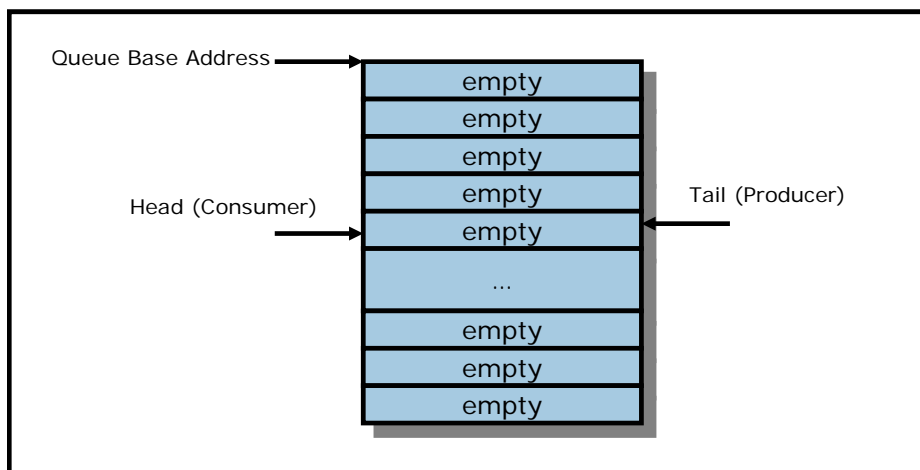 Queue Base Address
empty
empty
empty
empty
Tail (Producer)
Head (Consumer)
empty
...
empty
empty
empty